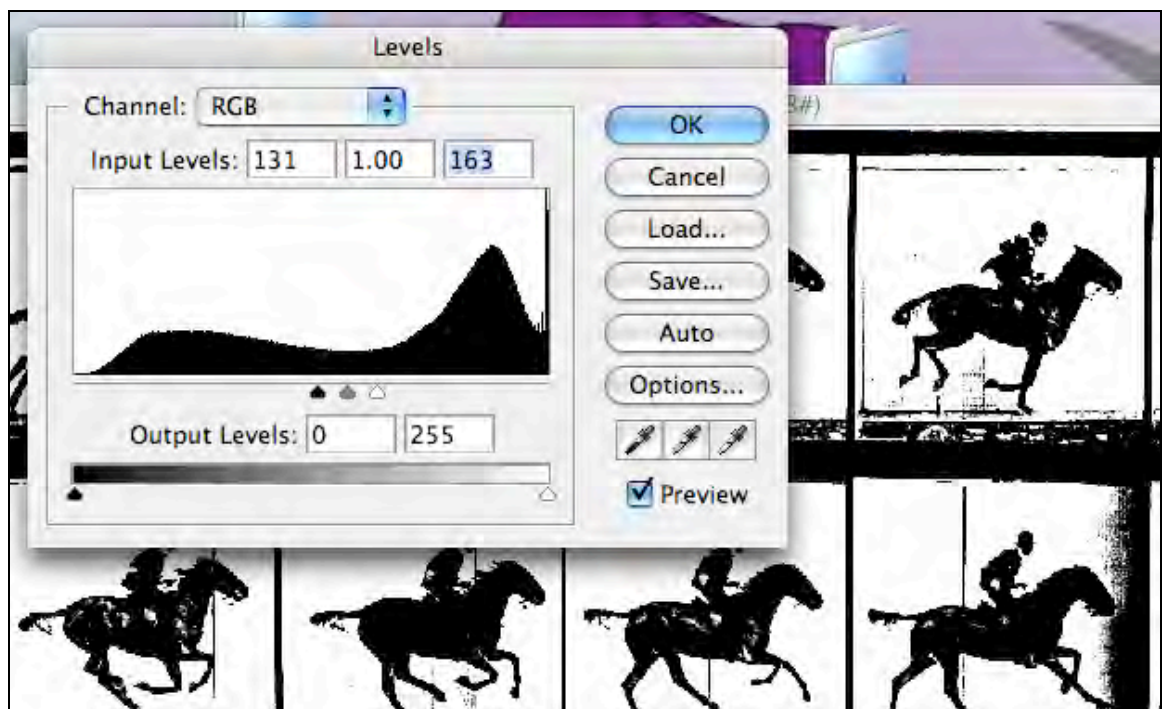 Levels
8#)
Channel: RGB
Input Levels: 131 1.00 163
OK
Cancel
Load...
Save...
Auto
Options...
Output Levels: 0 255
Preview